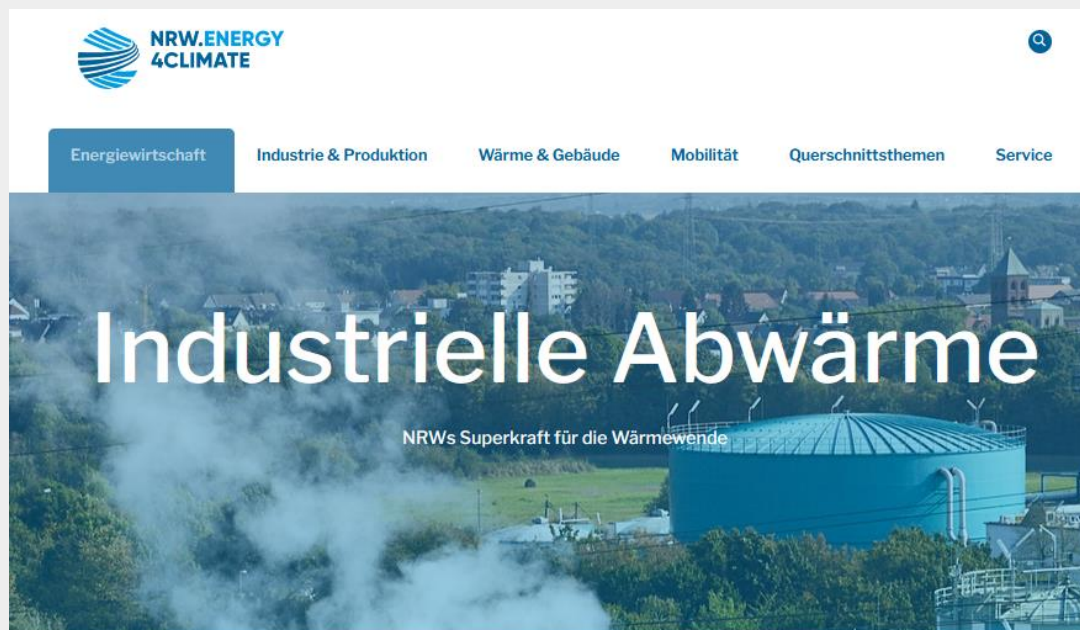 NRW.ENERGY
4CLIMATE
Energiewirtschaft Industrie & Produktion Wärme & Gebäude Mobilität Querschnittsthemen Service
Industrielle Abwärme
NRWs Superkraft für die Wärmewende